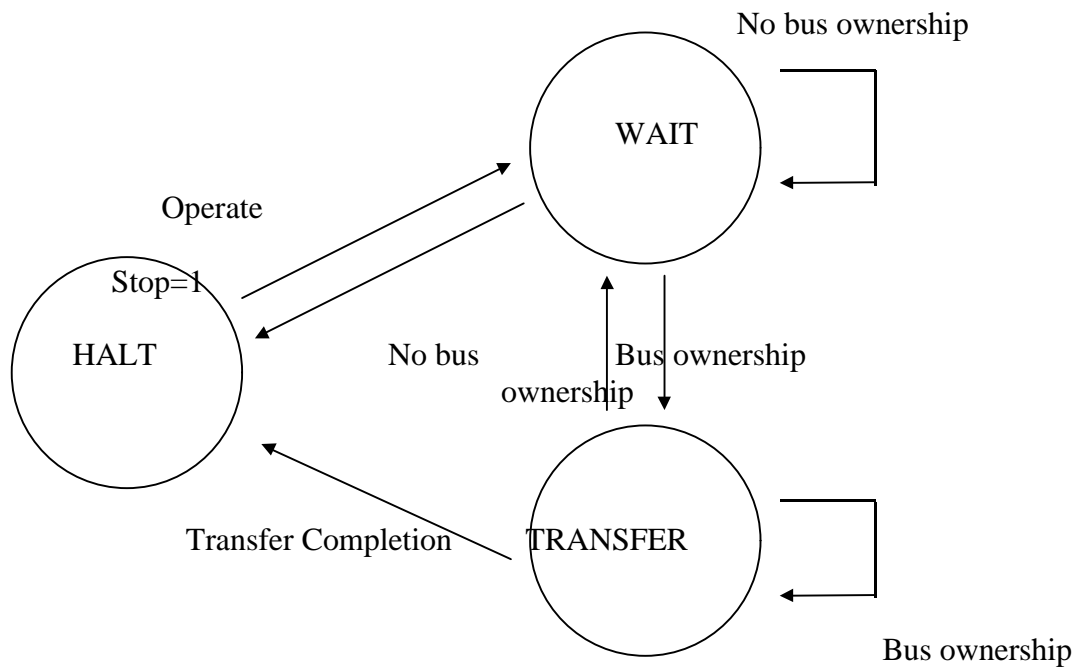 No bus ownership
WAIT
Operate
Stop=1
HALT
No bus
ownership
Bus ownership
Transfer Completion
TRANSFER
Bus ownership